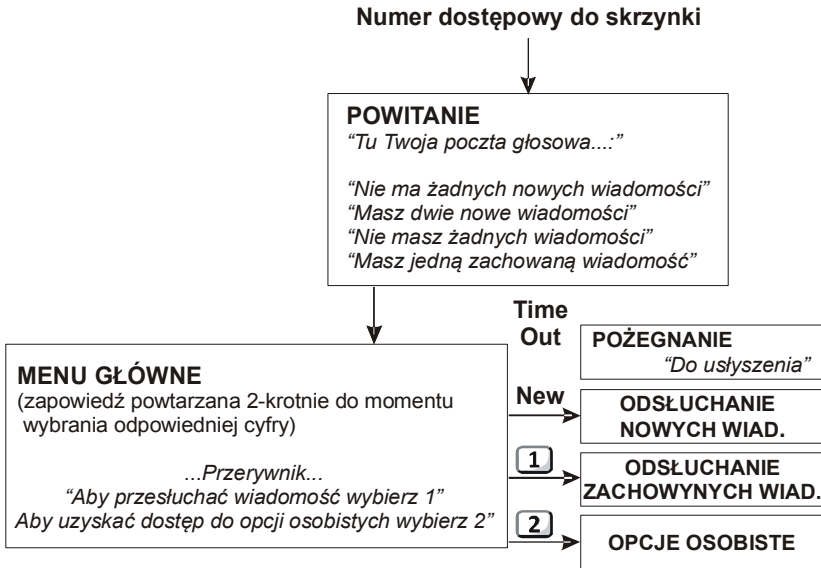 Numer dostępowy do skrzynki
POWITANIE
“Tu Twoja poczta głosowa...:”
“Nie ma żadnych nowych wiadomości”
“Masz dwie nowe wiadomości”
“Nie masz żadnych wiadomości”
“Masz jedną zachowaną wiadomość”
MENU GŁÓWNE
(zapowiedź powtarzana 2-krotnie do momentu
wybrania odpowiedniej cyfry)
...Przerywnik...
“Aby przesłuchać wiadomość wybierz 1”
Aby uzyskać dostęp do opcji osobistych wybierz 2”
Time
Out
POŻEGNANIE
“Do usłyszenia”
New
ODSŁUCHANIE
NOWYCH WIAD.
1
ODSŁUCHANIE
ZACHOWYNYCH WIAD.
2
OPCJE OSOBISTE